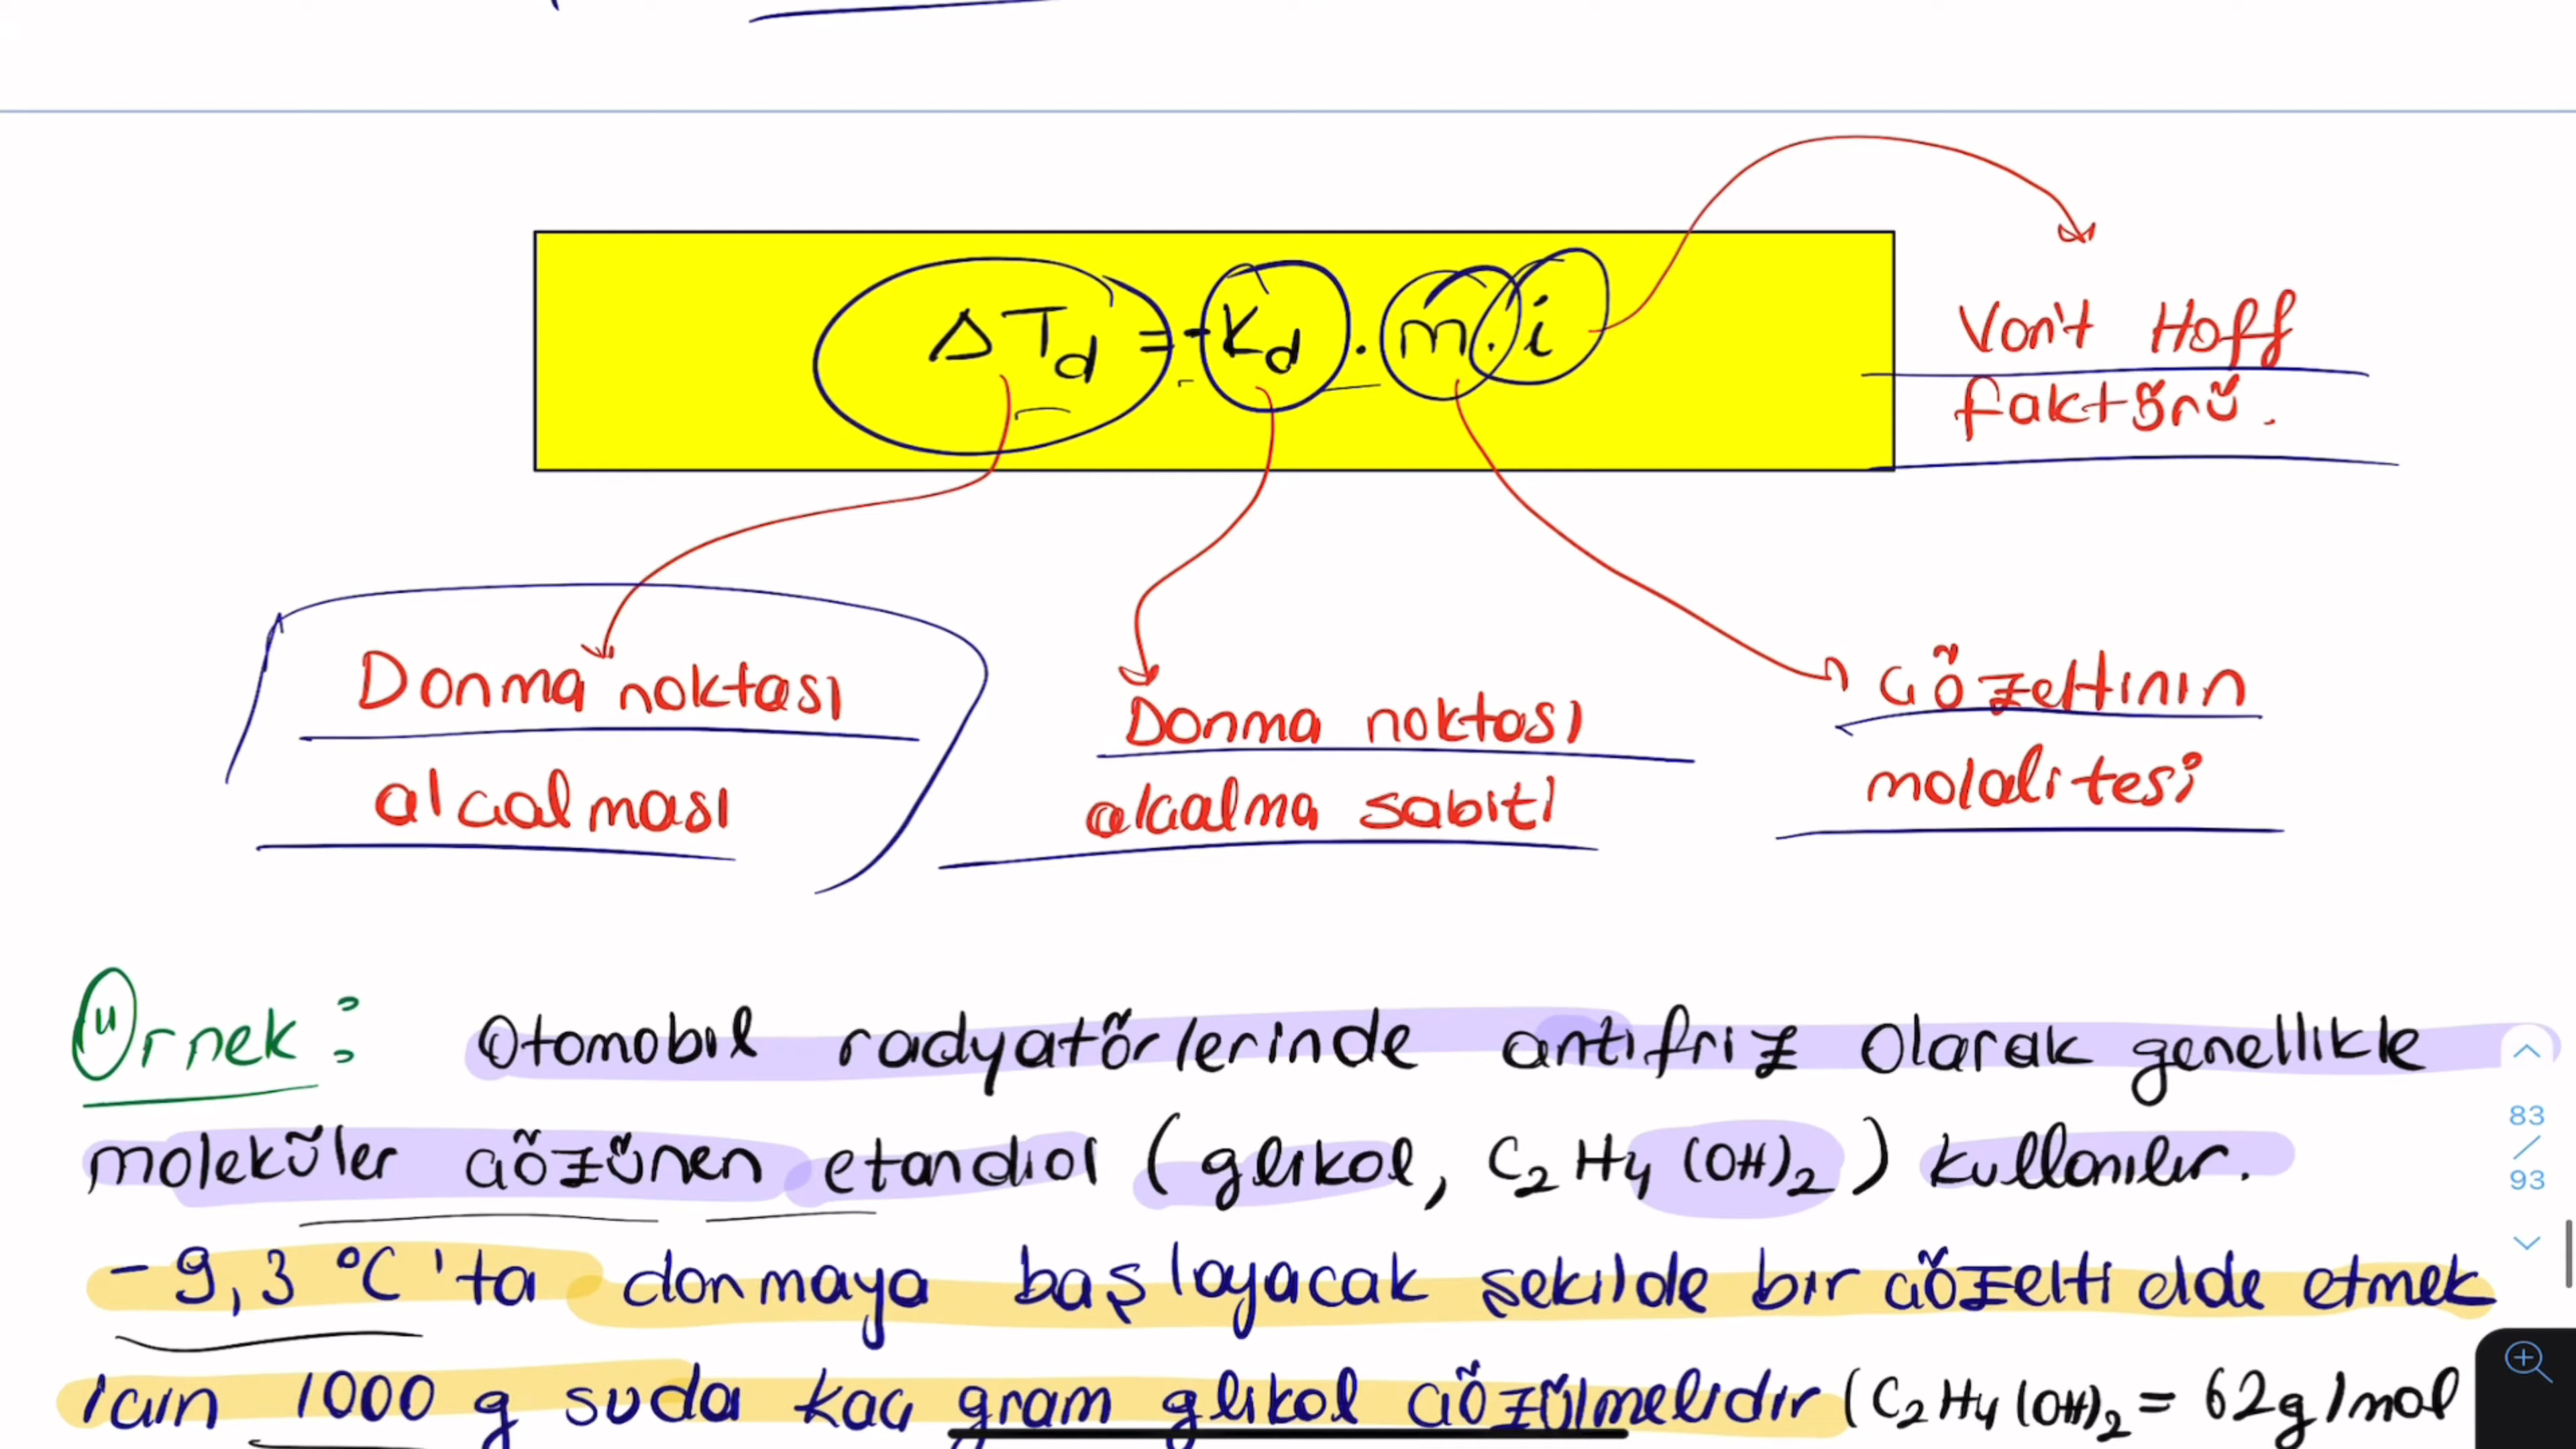 ΔTd = -Kd . m . i
Von't Hoff
faktörü.
Donma noktası
alçalması
Donma noktası
alçalma sabiti
çözeltinin
molalitesi
Örnek: Otomobil radyatörlerinde antifriz olarak genellikle
moleküler çözünen etandiol (glikol, C₂H₄(OH)₂) kullanılır.
-9,3 °C'ta donmaya başlayacak şekilde bir çözelti elde etmek
için 1000 g suda kaç gram glikol çözülmelidir (C₂H₄(OH)₂ = 62g/mol
83
/
93